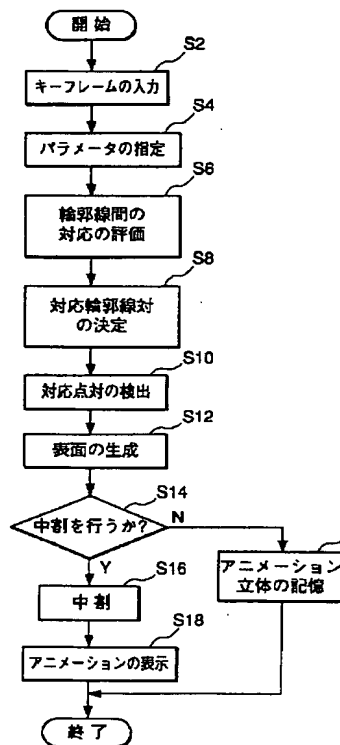 開始
S2
キーフレームの入力
S4
パラメータの指定
S6
輪郭線間の
対応の評価
S8
対応輪郭線対
の決定
S10
対応点対の検出
S12
表面の生成
S14
中割を行うか?
N
Y
S16
中割
アニメーション
立体の記憶
S18
アニメーションの表示
終了